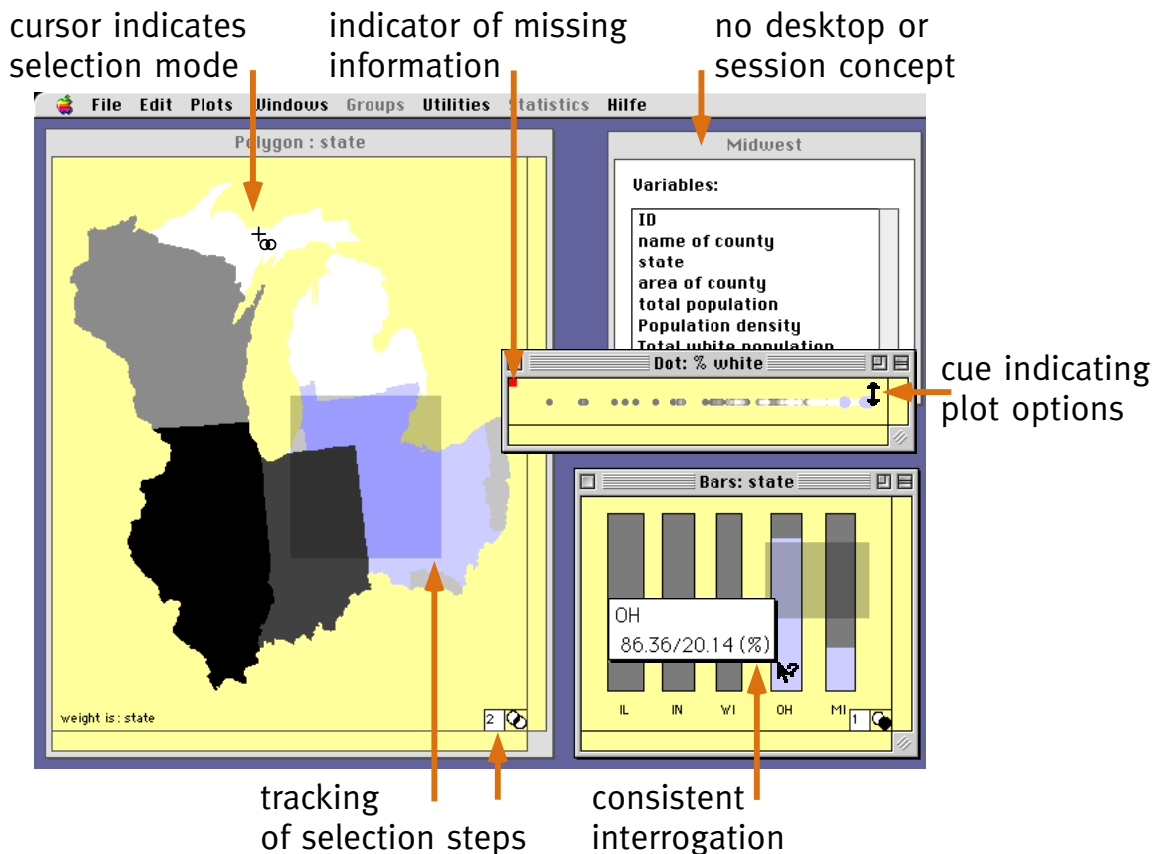 cursor indicates
selection mode
indicator of missing
information
no desktop or
session concept
File Edit Plots Windows Groups Utilities Statistics Hilfe
Polygon : state
Midwest
Variables:
ID
name of county
state
area of county
total population
Population density
Total white population
Dot: % white
cue indicating
plot options
Bars: state
OH
86.36/20.14 (%)
IL IN WI OH MI
1
weight is : state
2
tracking
of selection steps
consistent
interrogation